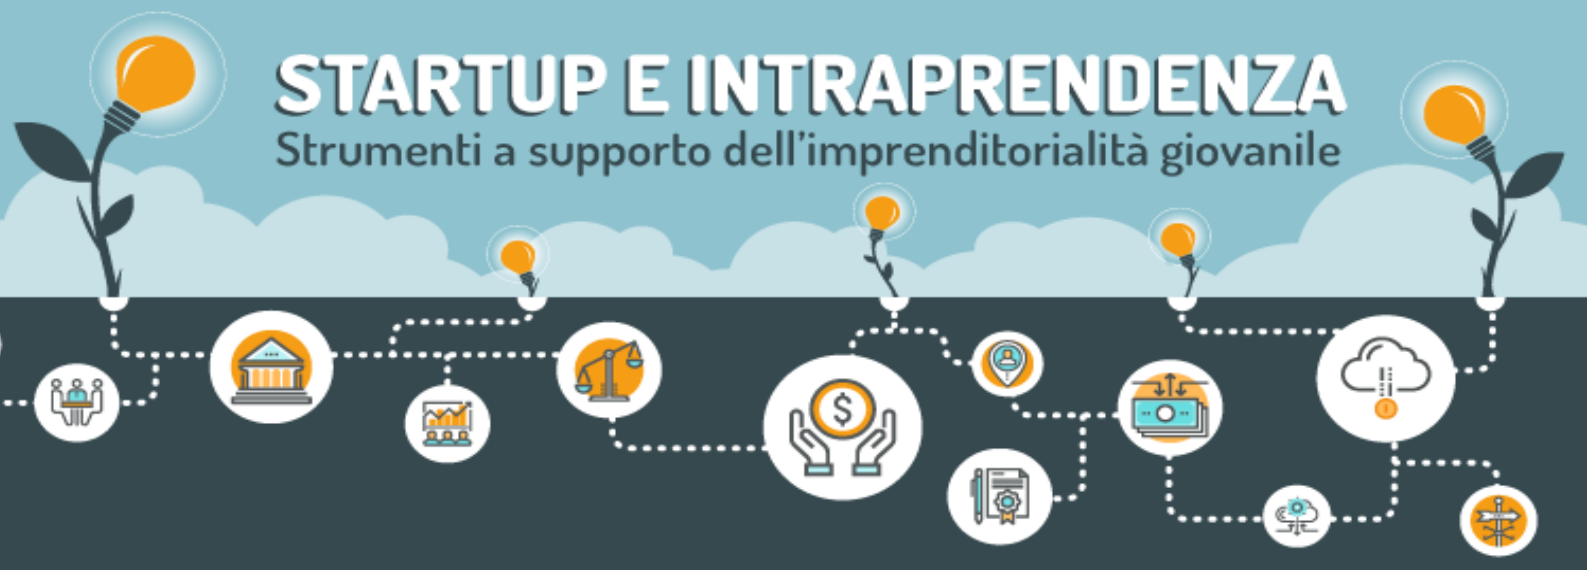 STARTUP E INTRAPRENDENZA
Strumenti a supporto dell'imprenditorialità giovanile
$